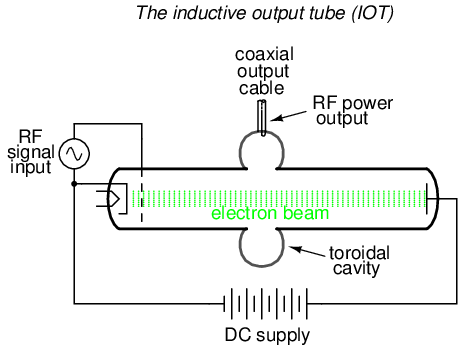 The inductive output tube (IOT)
coaxial
output
cable
RF power
output
RF
signal
input
electron beam
toroidal
cavity
DC supply